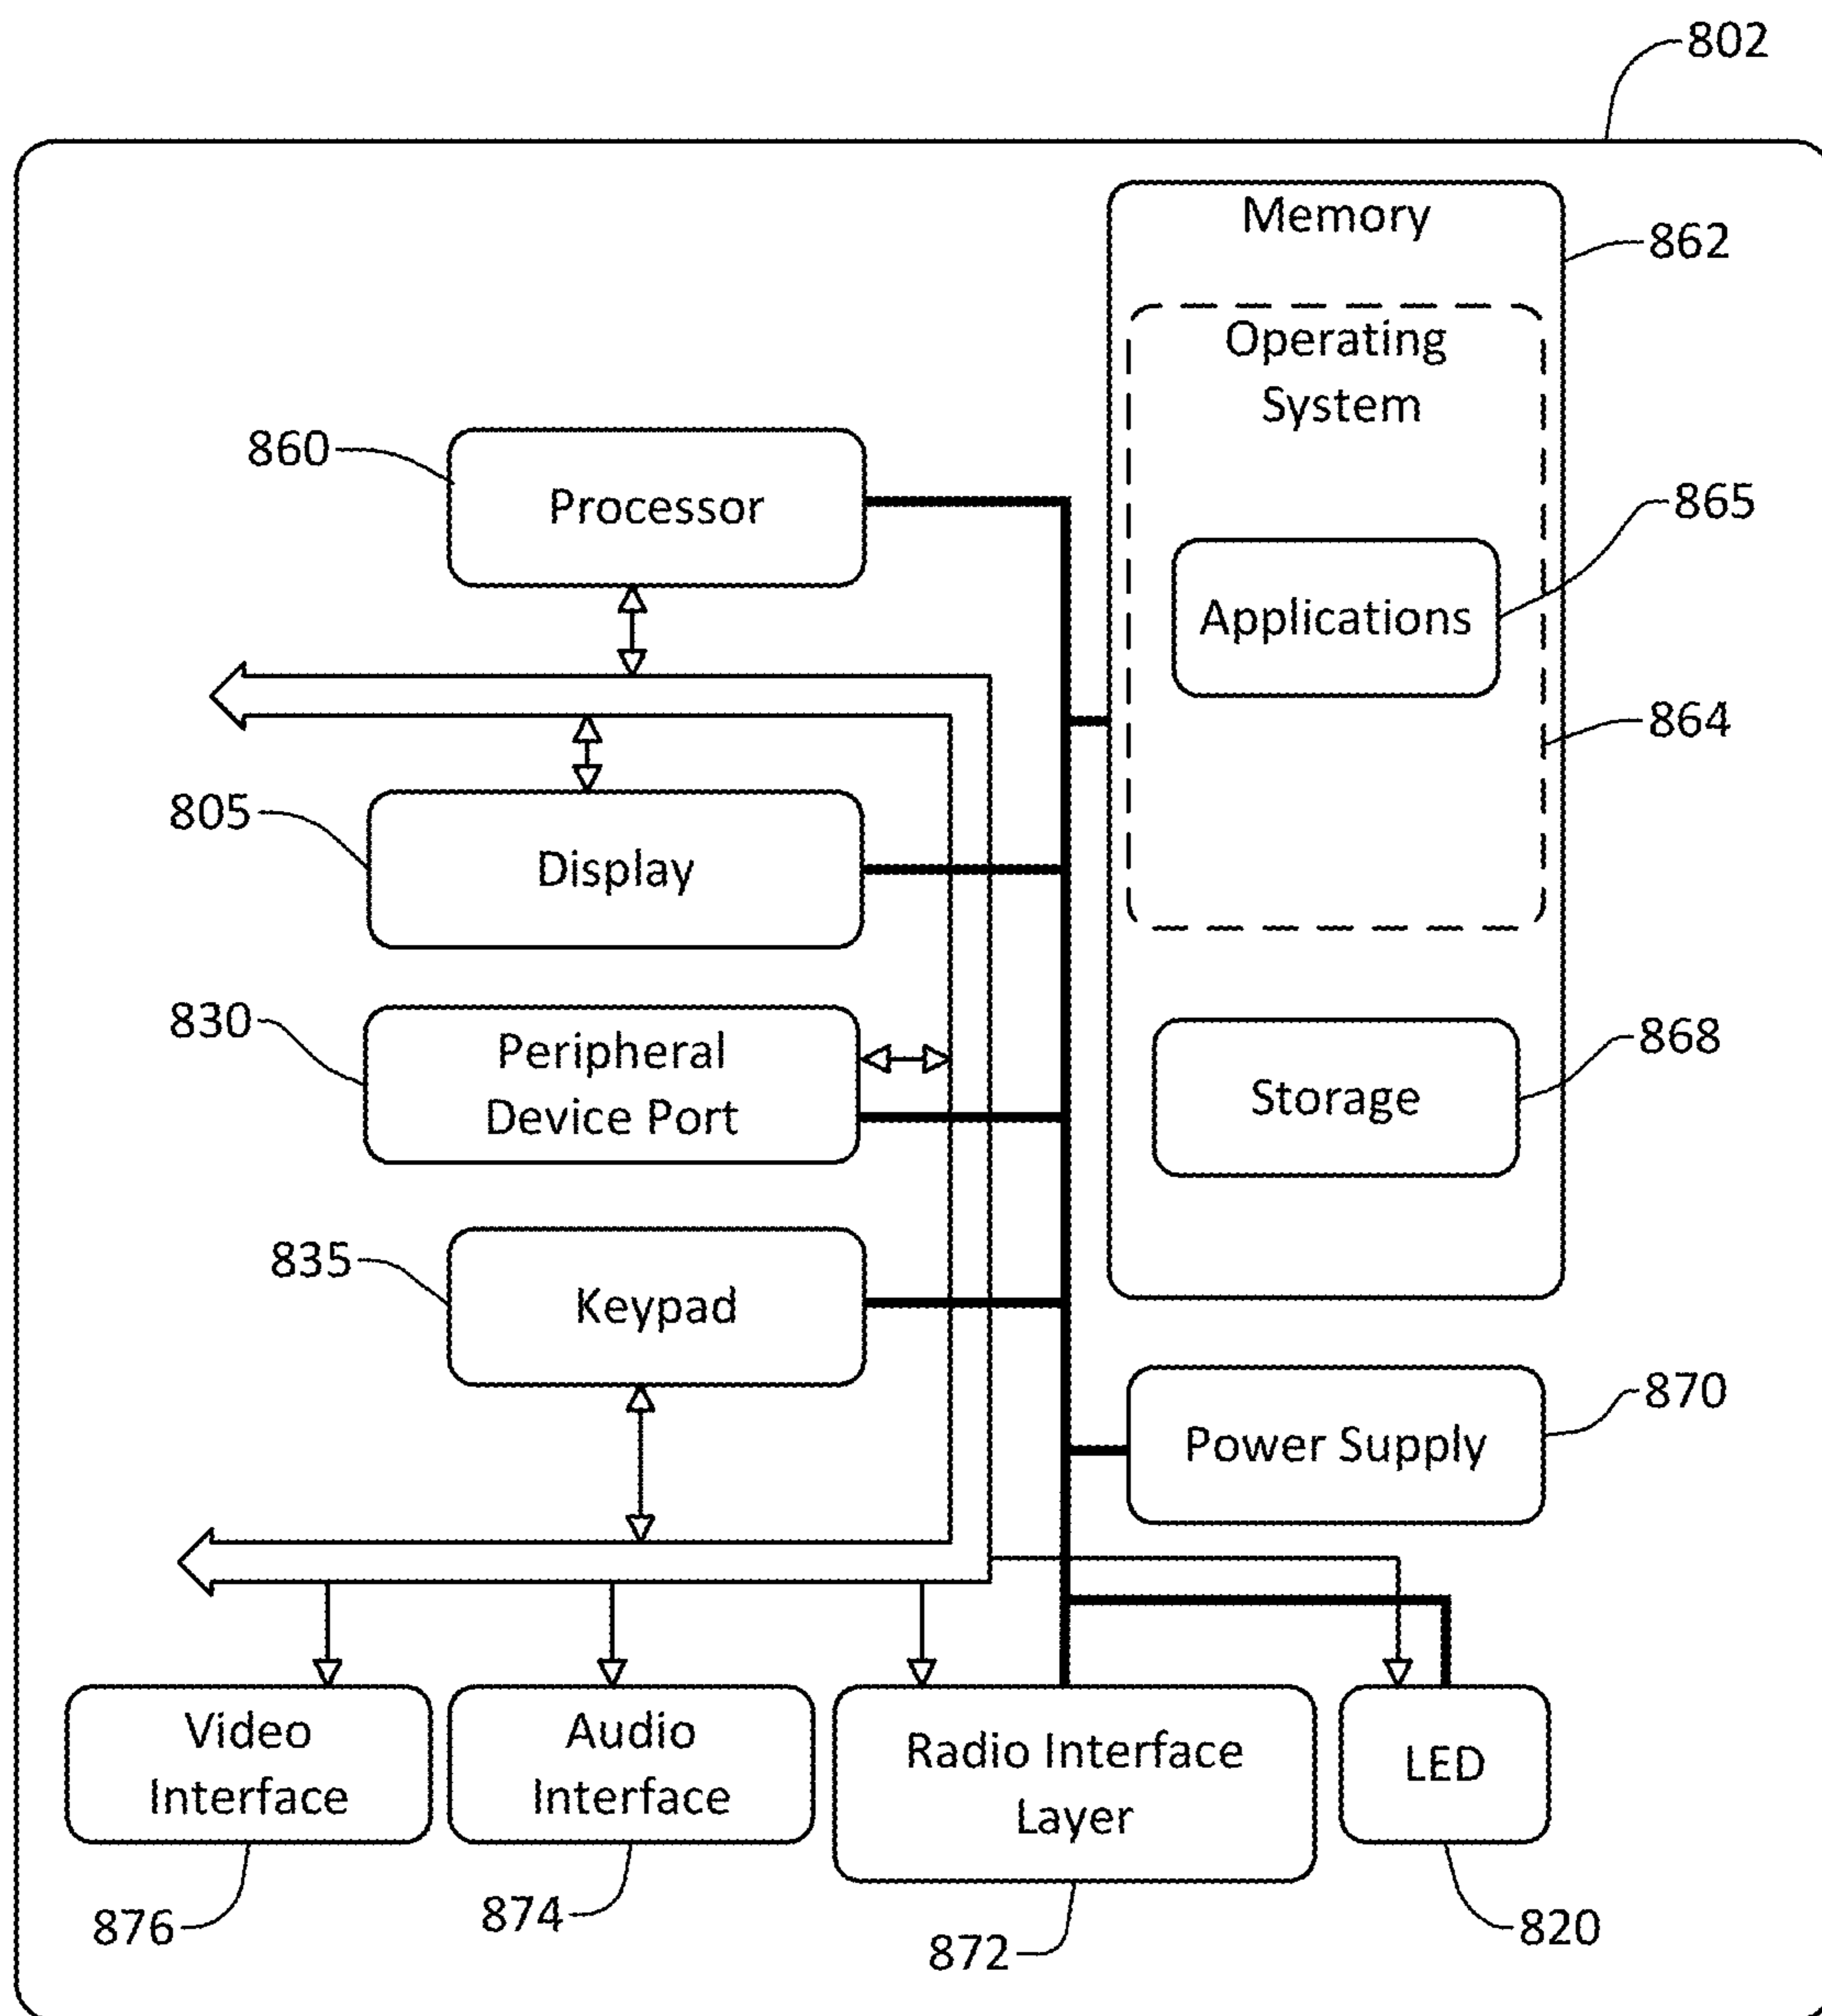 802
Memory
862
Operating
System
860
Processor
865
Applications
864
805
Display
830
Peripheral
Device Port
868
Storage
835
Keypad
870
Power Supply
Video
Interface
Audio
Interface
Radio Interface
Layer
LED
876
874
872
820